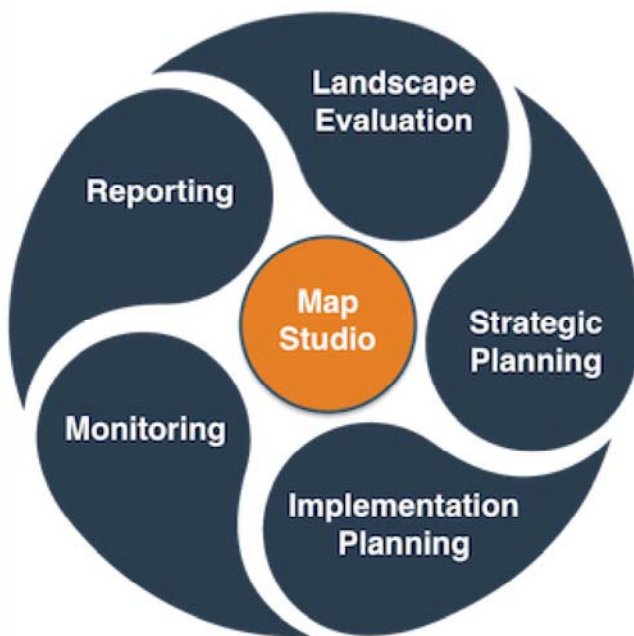 Landscape
Evaluation
Reporting
Map
Studio
Strategic
Planning
Monitoring
Implementation
Planning